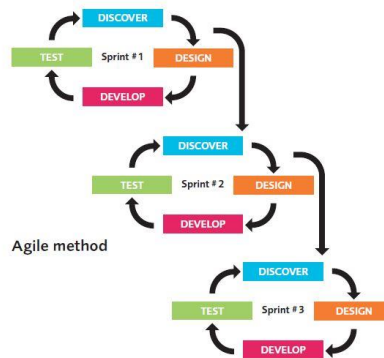 DISCOVER
TEST Sprint #1 DESIGN
DEVELOP
DISCOVER
TEST Sprint #2 DESIGN
DEVELOP
Agile method
DISCOVER
TEST Sprint #3 DESIGN
DEVELOP